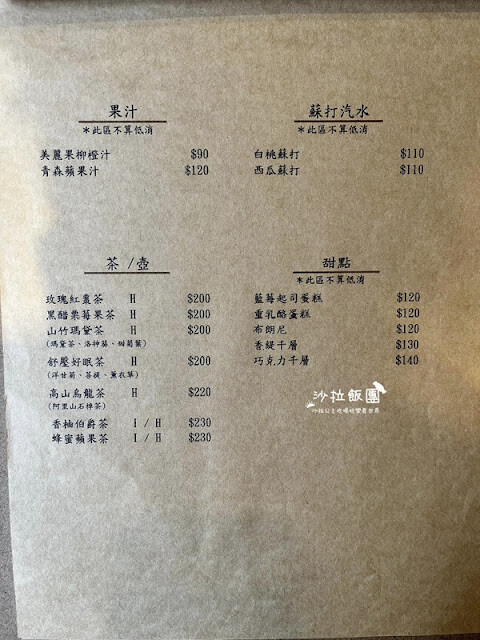 果汁
＊此區不算低消
美麗果柳橙汁 $90
青森蘋果汁 $120
蘇打汽水
＊此區不算低消
白桃蘇打 $110
西瓜蘇打 $110
茶 /壺
玫瑰紅棗茶 H $200
黑醋栗莓果茶 H $200
山竹瑪黛茶 H $200
(瑪黛茶、洛神葵、甜菊葉)
舒壓好眠茶 H $200
(洋甘菊、菩提、薰衣草)
高山烏龍茶 H $220
(阿里山石棹茶)
香柚伯爵茶 I / H $230
蜂蜜蘋果茶 I / H $230
甜點
＊此區不算低消
藍莓起司蛋糕 $120
重乳酪蛋糕 $120
布朗尼 $120
香緹千層 $130
巧克力千層 $140
沙拉飯團